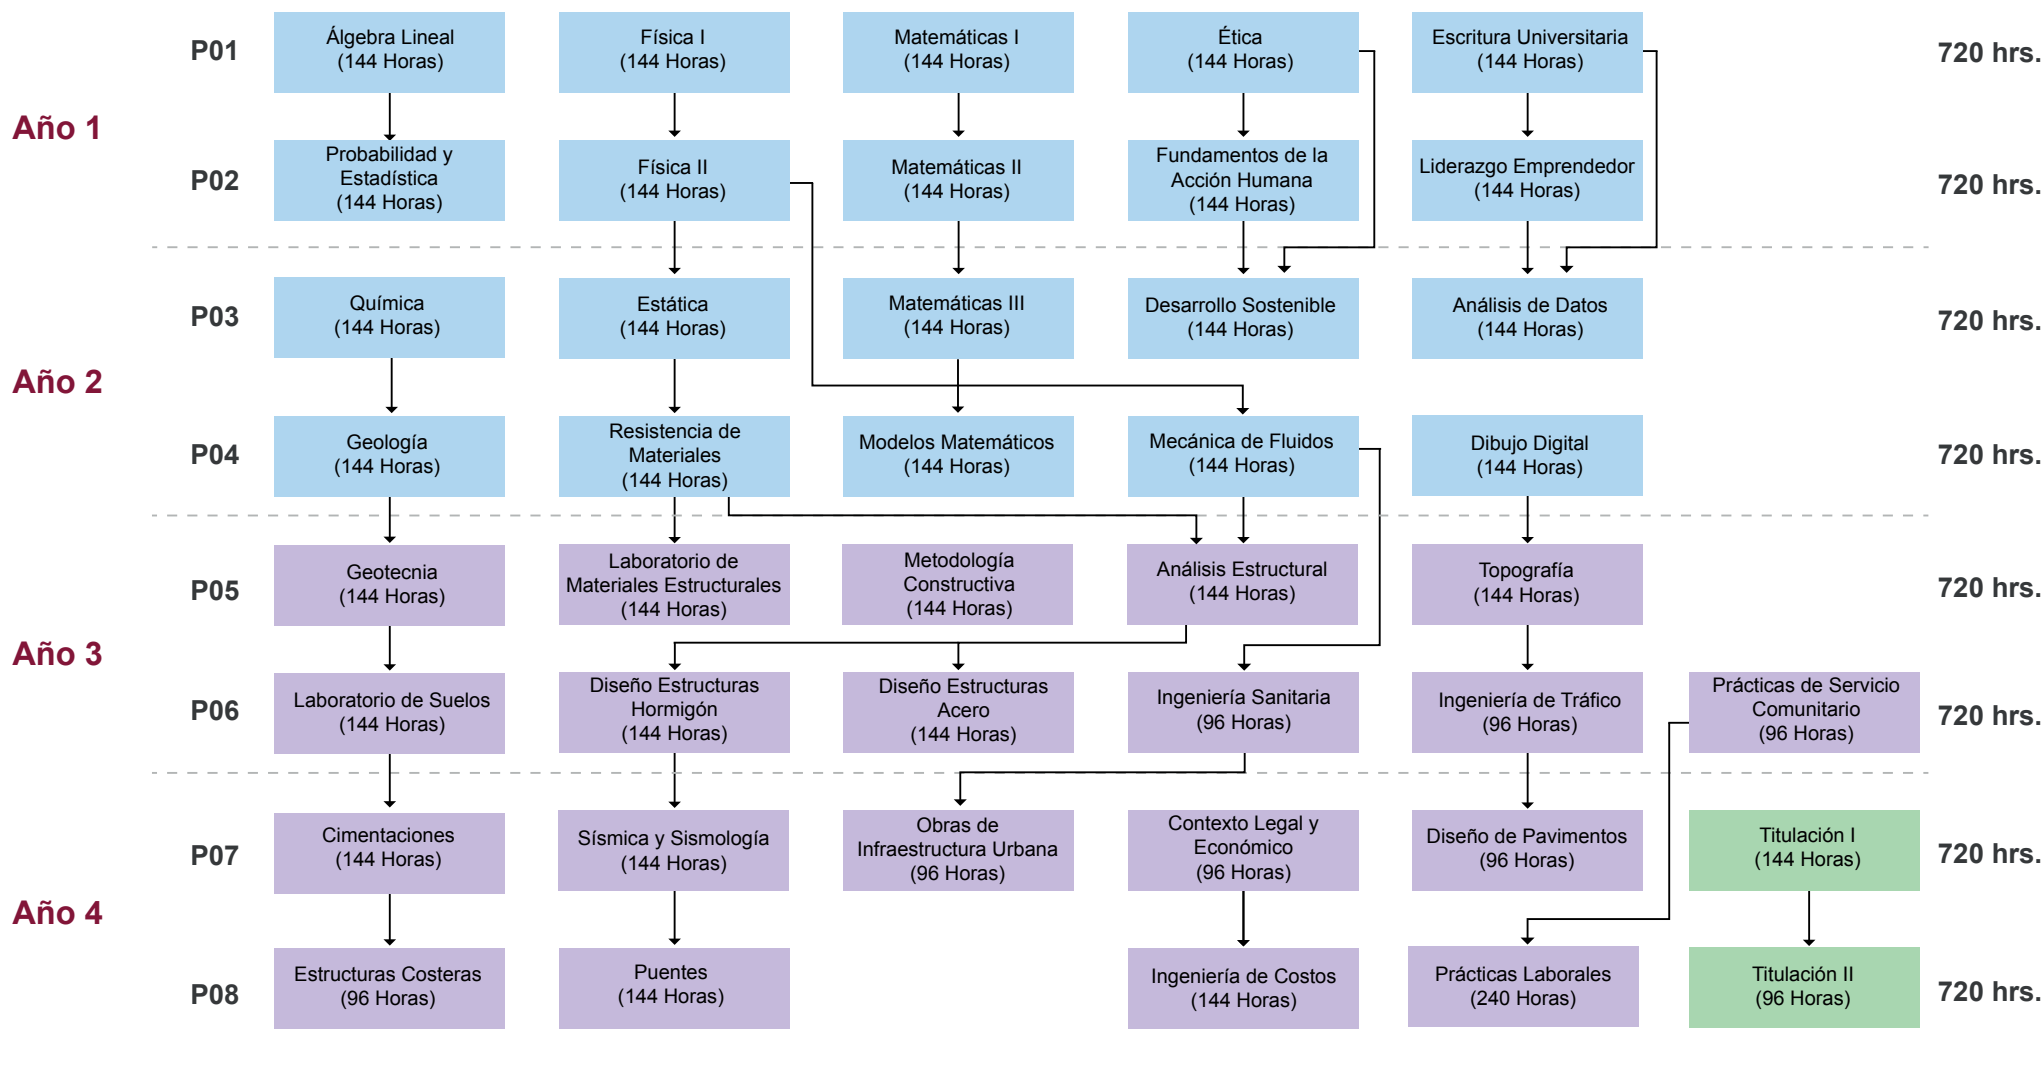 P01
Álgebra Lineal
(144 Horas)
Física I
(144 Horas)
Matemáticas I
(144 Horas)
Ética
(144 Horas)
Escritura Universitaria
(144 Horas)
720 hrs.
Año 1
P02
Probabilidad y
Estadística
(144 Horas)
Física II
(144 Horas)
Matemáticas II
(144 Horas)
Fundamentos de la
Acción Humana
(144 Horas)
Liderazgo Emprendedor
(144 Horas)
720 hrs.
P03
Química
(144 Horas)
Estática
(144 Horas)
Matemáticas III
(144 Horas)
Desarrollo Sostenible
(144 Horas)
Análisis de Datos
(144 Horas)
720 hrs.
Año 2
P04
Geología
(144 Horas)
Resistencia de
Materiales
(144 Horas)
Modelos Matemáticos
(144 Horas)
Mecánica de Fluidos
(144 Horas)
Dibujo Digital
(144 Horas)
720 hrs.
P05
Geotecnia
(144 Horas)
Laboratorio de
Materiales Estructurales
(144 Horas)
Metodología
Constructiva
(144 Horas)
Análisis Estructural
(144 Horas)
Topografía
(144 Horas)
720 hrs.
Año 3
P06
Laboratorio de Suelos
(144 Horas)
Diseño Estructuras
Hormigón
(144 Horas)
Diseño Estructuras
Acero
(144 Horas)
Ingeniería Sanitaria
(96 Horas)
Ingeniería de Tráfico
(96 Horas)
Prácticas de Servicio
Comunitario
(96 Horas)
720 hrs.
P07
Cimentaciones
(144 Horas)
Sísmica y Sismología
(144 Horas)
Obras de
Infraestructura Urbana
(96 Horas)
Contexto Legal y
Económico
(96 Horas)
Diseño de Pavimentos
(96 Horas)
Titulación I
(144 Horas)
720 hrs.
Año 4
P08
Estructuras Costeras
(96 Horas)
Puentes
(144 Horas)
Ingeniería de Costos
(144 Horas)
Prácticas Laborales
(240 Horas)
Titulación II
(96 Horas)
720 hrs.